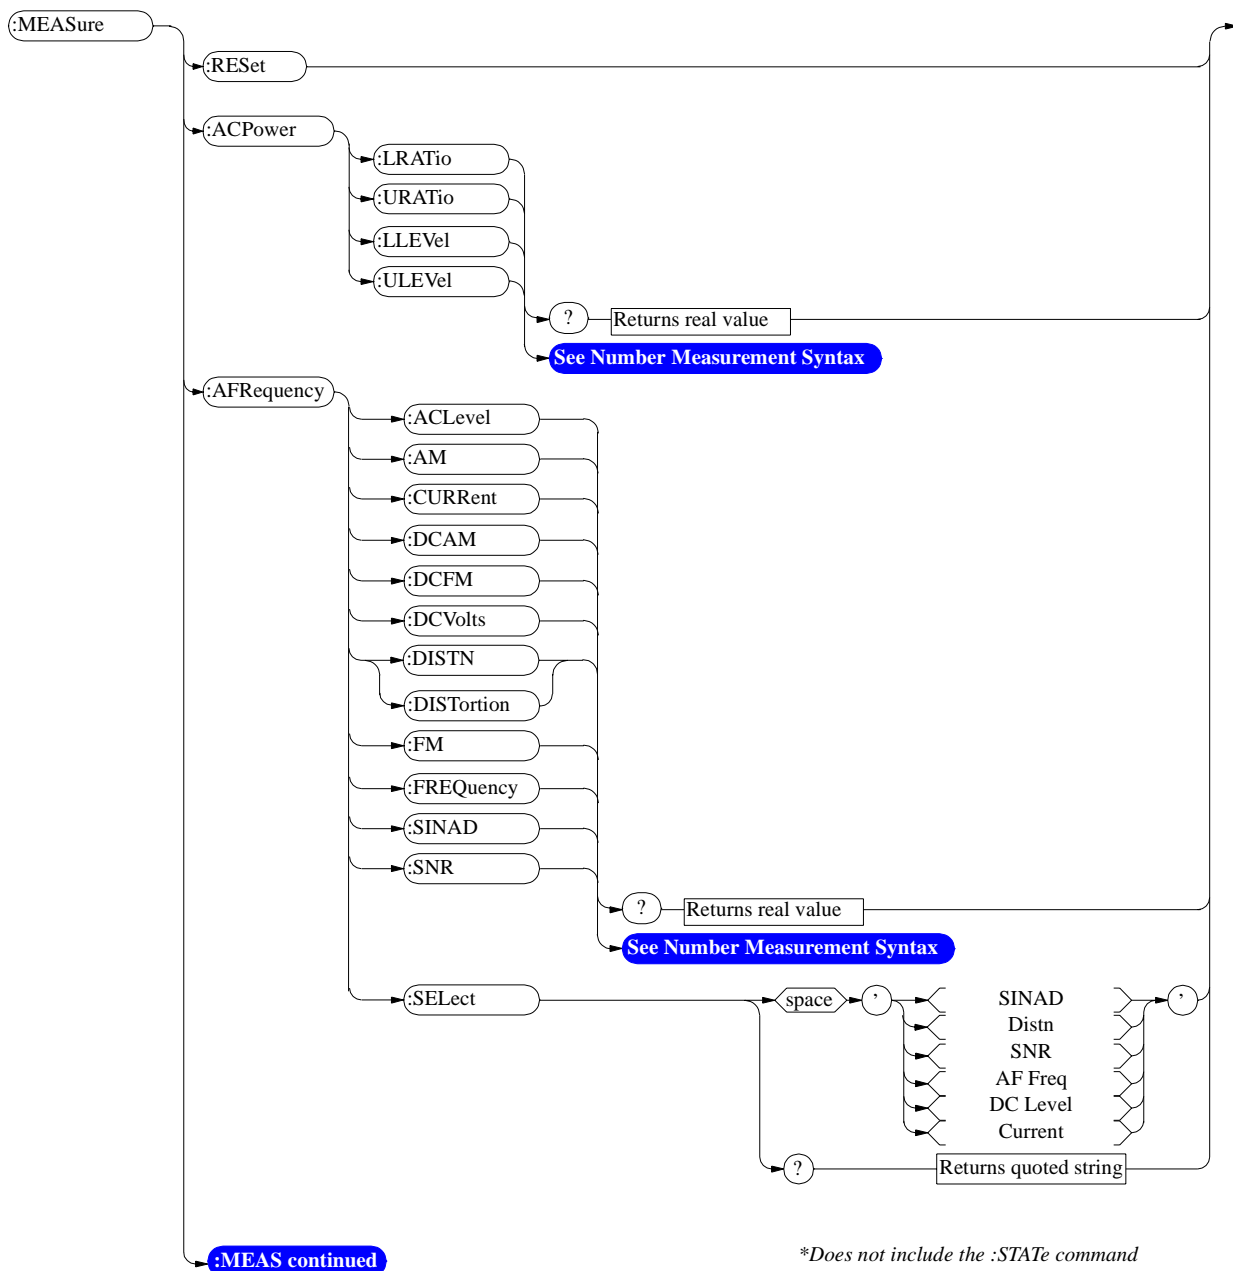 :MEASure
:RESet
:ACPower
:LRATio
:URATio
:LLEVel
:ULEVel
? Returns real value
See Number Measurement Syntax
:AFRequency
:ACLevel
:AM
:CURRent
:DCAM
:DCFM
:DCVolts
:DISTN
:DISTortion
:FM
:FREQuency
:SINAD
:SNR
? Returns real value
See Number Measurement Syntax
:SELect space ' SINAD '
Distn
SNR
AF Freq
DC Level
Current
? Returns quoted string
:MEAS continued
*Does not include the :STATe command